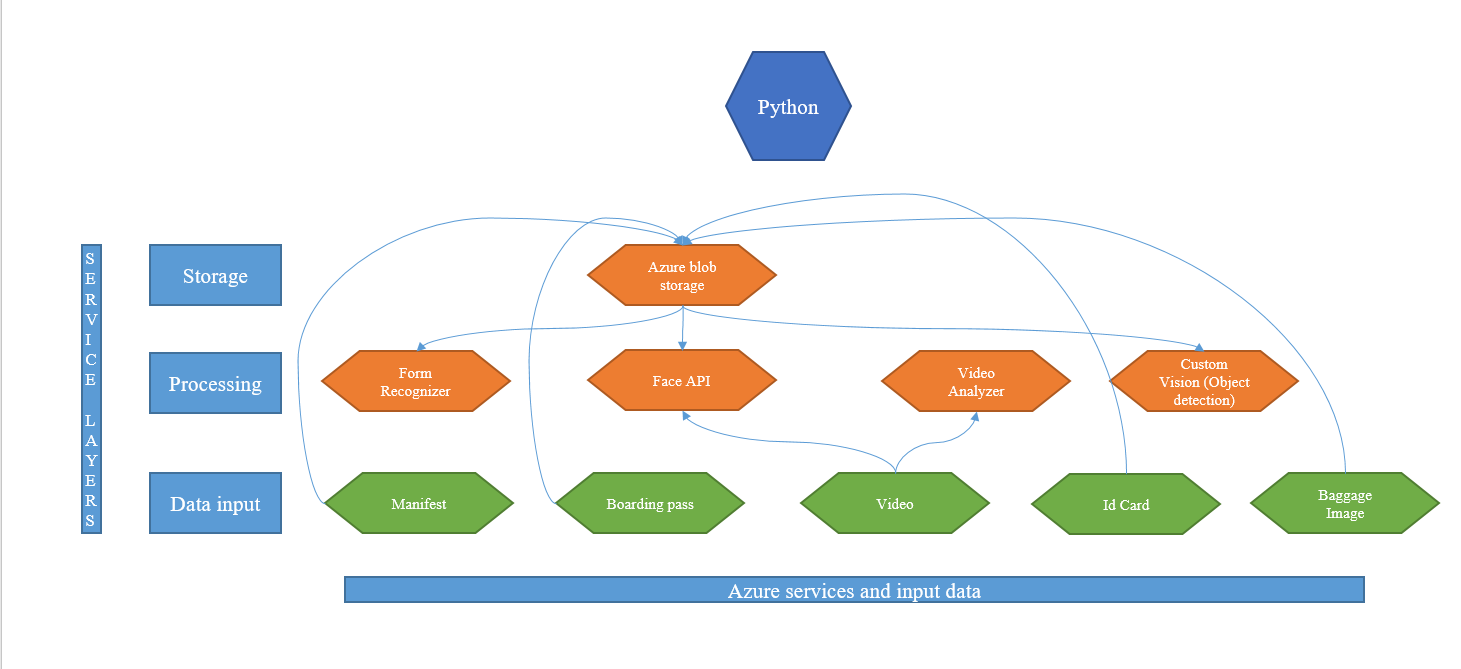 Python
SERVICE LAYERS
Storage
Azure blob
storage
Processing
Form
Recognizer
Face API
Video
Analyzer
Custom
Vision (Object
detection)
Data input
Manifest
Boarding pass
Video
Id Card
Baggage
Image
Azure services and input data